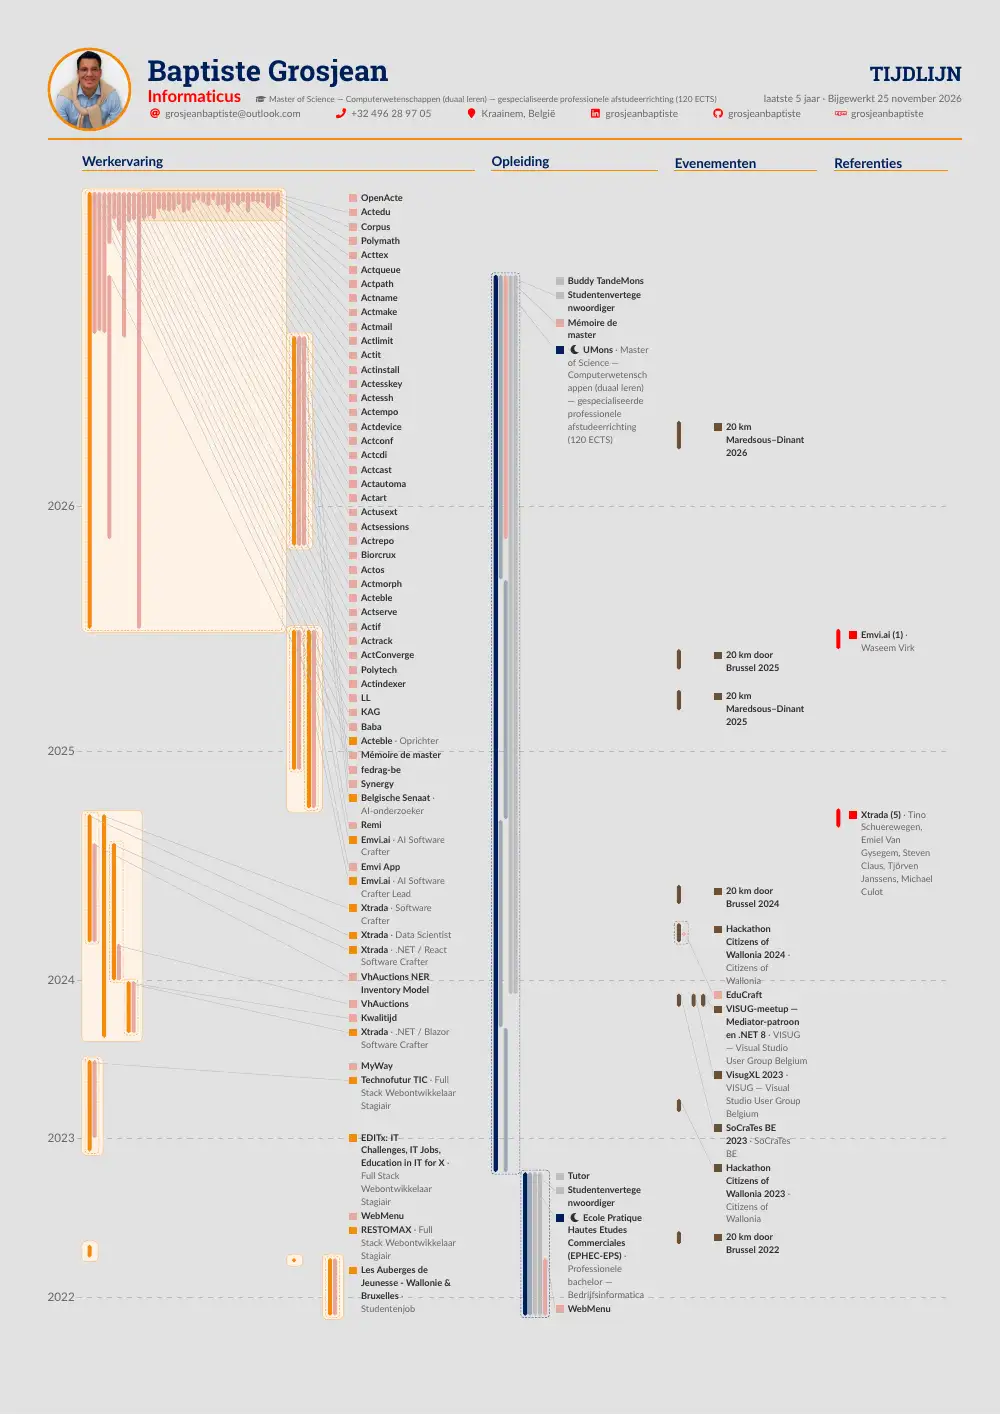 Baptiste Grosjean
TIJDLIJN
Informaticus
Master of Science — Computerwetenschappen (duaal leren) — gespecialiseerde professionele afstudeerrichting (120 ECTS)
laatste 5 jaar · Bijgewerkt 25 november 2026
grosjeanbaptiste@outlook.com
+32 496 28 97 05
Kraainem, België
grosjeanbaptiste
grosjeanbaptiste
grosjeanbaptiste
Werkervaring
Opleiding
Evenementen
Referenties
OpenActe
Actedu
Corpus
Polymath
Acttex
Actqueue
Actpath
Actname
Actmake
Actmail
Actlimit
Actit
Actinstall
Actesskey
Actessh
Actempo
Actdevice
Actconf
Actcdi
Actcast
Actautoma
Actart
Actusext
Actsessions
Actrepo
Biorcrux
Actos
Actmorph
Acteble
Actserve
Actif
Actrack
ActConverge
Polytech
Actindexer
LL
KAG
Baba
Acteble · Oprichter
Mémoire de master
fedrag-be
Synergy
Belgische Senaat ·
AI-onderzoeker
Remi
Emvi.ai · AI Software
Crafter
Emvi App
Emvi.ai · AI Software
Crafter Lead
Xtrada · Software
Crafter
Xtrada · Data Scientist
Xtrada · .NET / React
Software Crafter
VhAuctions NER
Inventory Model
VhAuctions
Kwalitijd
Xtrada · .NET / Blazor
Software Crafter
MyWay
Technofutur TIC · Full
Stack Webontwikkelaar
Stagiair
EDITx: IT
Challenges, IT Jobs,
Education in IT for X ·
Full Stack
Webontwikkelaar
Stagiair
WebMenu
RESTOMAX · Full
Stack Webontwikkelaar
Stagiair
Les Auberges de
Jeunesse - Wallonie &
Bruxelles ·
Studentenjob
Buddy TandeMons
Studentenvertege
nwoordiger
Mémoire de
master
UMons · Master
of Science —
Computerwetensch
appen (duaal leren)
— gespecialiseerde
professionele
afstudeerrichting
(120 ECTS)
Tutor
Studentenvertege
nwoordiger
Ecole Pratique
Hautes Etudes
Commerciales
(EPHEC-EPS) ·
Professionele
bachelor —
Bedrijfsinformatica
WebMenu
20 km
Maredsous–Dinant
2026
20 km door
Brussel 2025
20 km
Maredsous–Dinant
2025
20 km door
Brussel 2024
Hackathon
Citizens of
Wallonia 2024 ·
Citizens of
Wallonia
EduCraft
VISUG-meetup —
Mediator-patroon
en .NET 8 · VISUG
— Visual Studio
User Group Belgium
VisugXL 2023 ·
VISUG — Visual
Studio User Group
Belgium
SoCraTes BE
2023 · SoCraTes
BE
Hackathon
Citizens of
Wallonia 2023 ·
Citizens of
Wallonia
20 km door
Brussel 2022
Emvi.ai (1) ·
Waseem Virk
Xtrada (5) · Tino
Schuerewegen,
Emiel Van
Gysegem, Steven
Claus, Tjörven
Janssens, Michael
Culot
2026
2025
2024
2023
2022